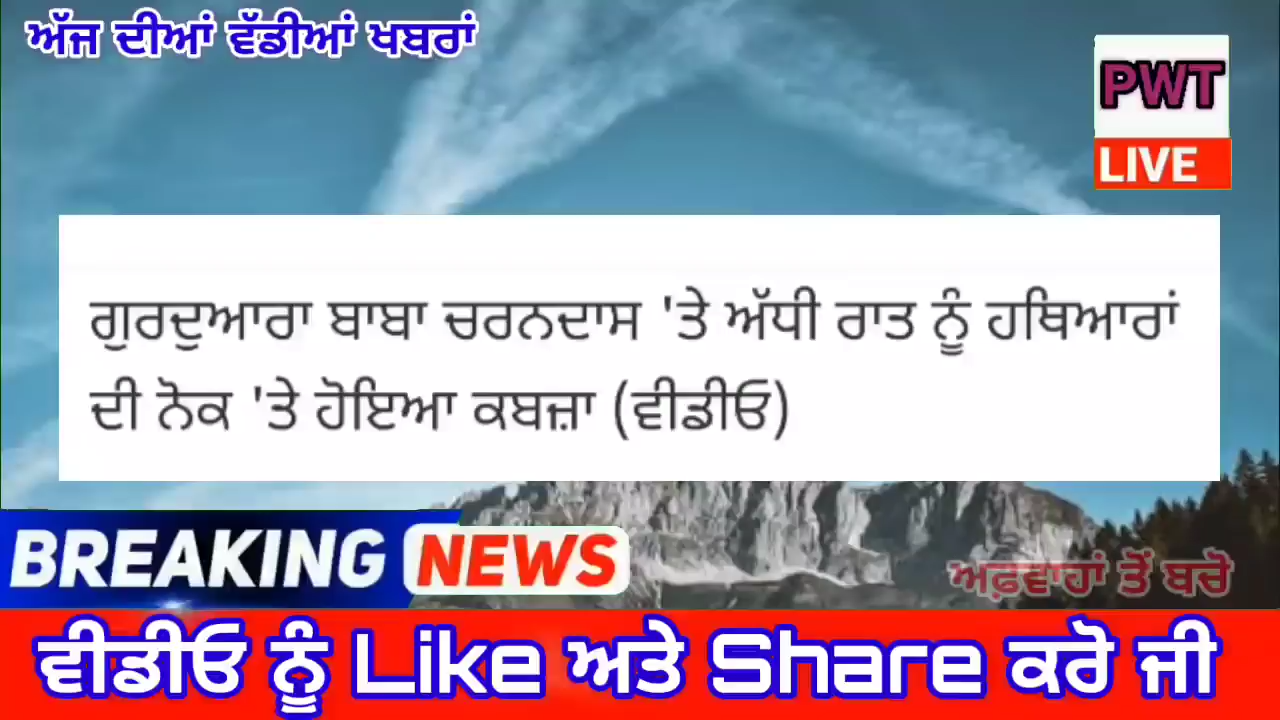 ਅੱਜ ਦੀਆਂ ਵੱਡੀਆਂ ਖਬਰਾਂ
PWT
LIVE
ਗੁਰਦੁਆਰਾ ਬਾਬਾ ਚਰਨਦਾਸ 'ਤੇ ਅੱਧੀ ਰਾਤ ਨੂੰ ਹਥਿਆਰਾਂ
ਦੀ ਨੋਕ 'ਤੇ ਹੋਇਆ ਕਬਜ਼ਾ (ਵੀਡੀਓ)
BREAKING NEWS
ਅਫ਼ਵਾਹਾਂ ਤੋਂ ਬਚੋ
ਵੀਡੀਓ ਨੂੰ Like ਅਤੇ Share ਕਰੋ ਜੀ